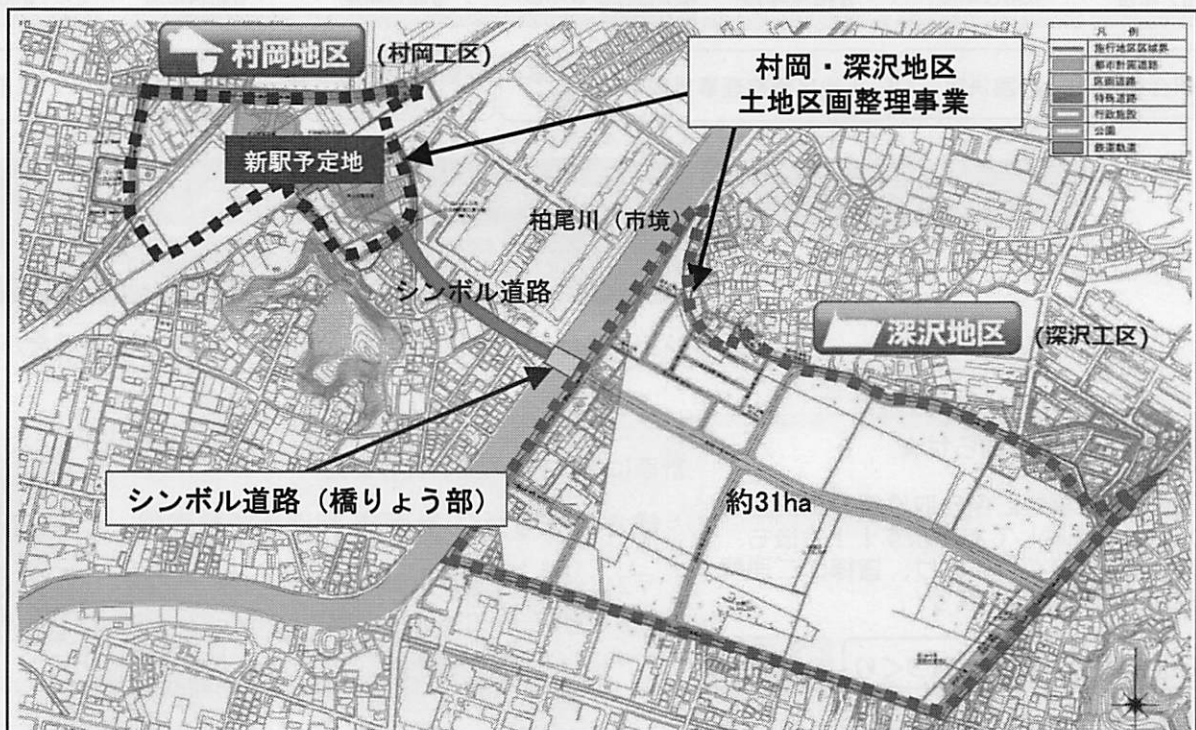 村岡地区 (村岡工区)
村岡・深沢地区
土地区画整理事業
凡 例
施行地区区域界
都市計画道路
区画道路
特殊道路
行政施設
公園
鉄道軌道
新駅予定地
柏尾川(市境)
シンボル道路
深沢地区 (深沢工区)
シンボル道路(橋りょう部)
約31ha